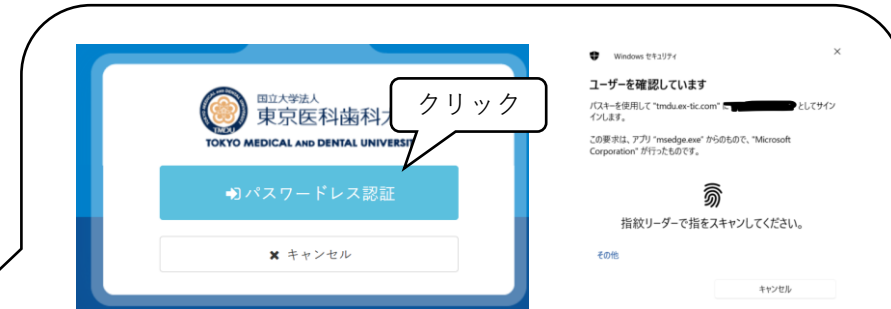 国立大学法人
東京医科歯科大
TOKYO MEDICAL AND DENTAL UNIVERSIT
クリック
パスワードレス認証
キャンセル
Windows セキュリティ
ユーザーを確認しています
パスキーを使用して "tmdu.ex-tic.com" に としてサイン
インします。
この要求は、アプリ "msedge.exe" からのもので、"Microsoft
Corporation" が行ったものです。
指紋リーダーで指をスキャンしてください。
その他
キャンセル